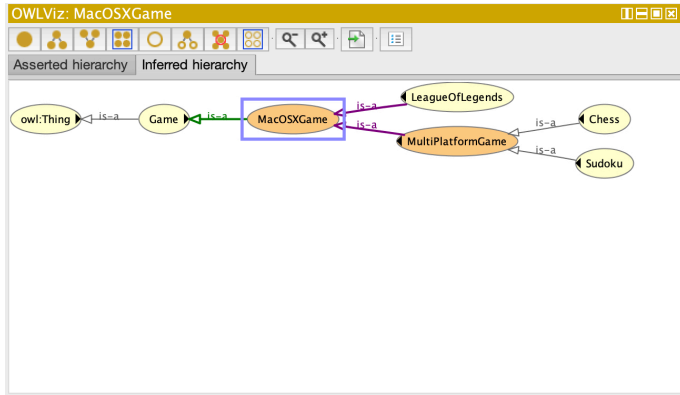 OWLViz: MacOSXGame
Asserted hierarchy Inferred hierarchy
owl:Thing is-a Game is-a MacOSXGame is-a LeagueOfLegends
is-a MultiPlatformGame is-a Chess
is-a Sudoku